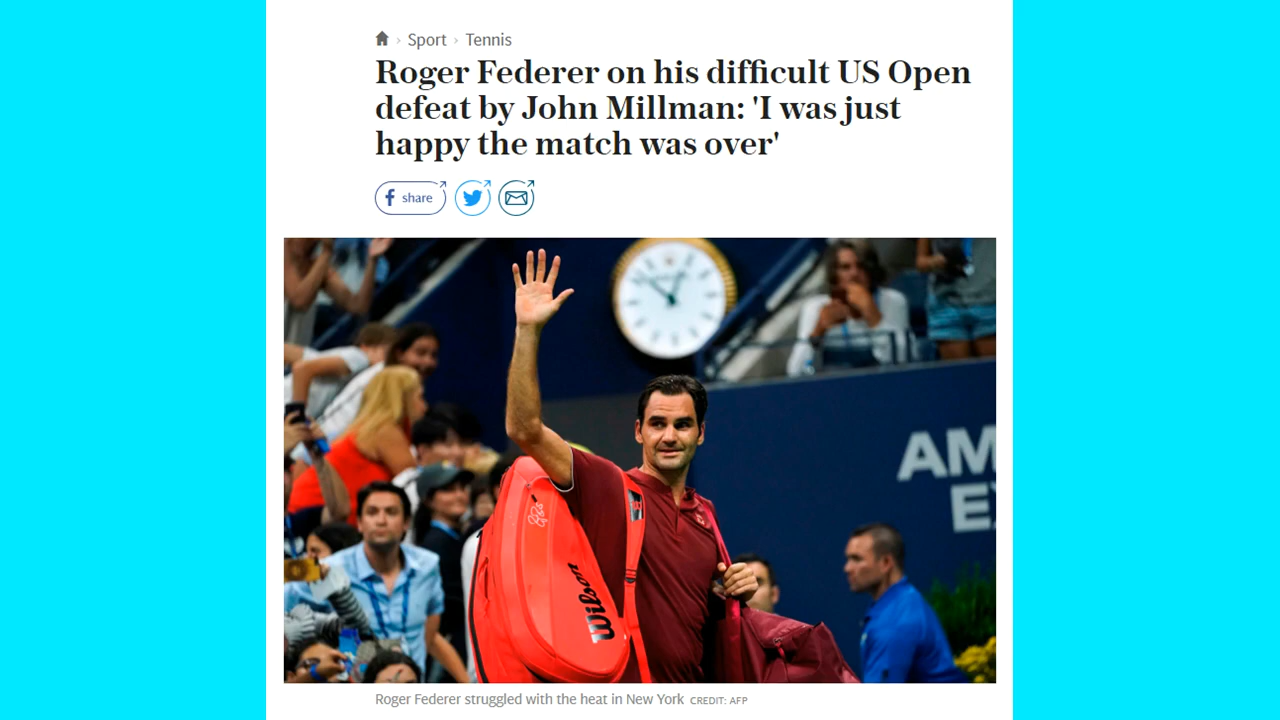 Sport › Tennis
Roger Federer on his difficult US Open
defeat by John Millman: 'I was just
happy the match was over'
share
AM
EX
Wilson
Roger Federer struggled with the heat in New York CREDIT: AFP